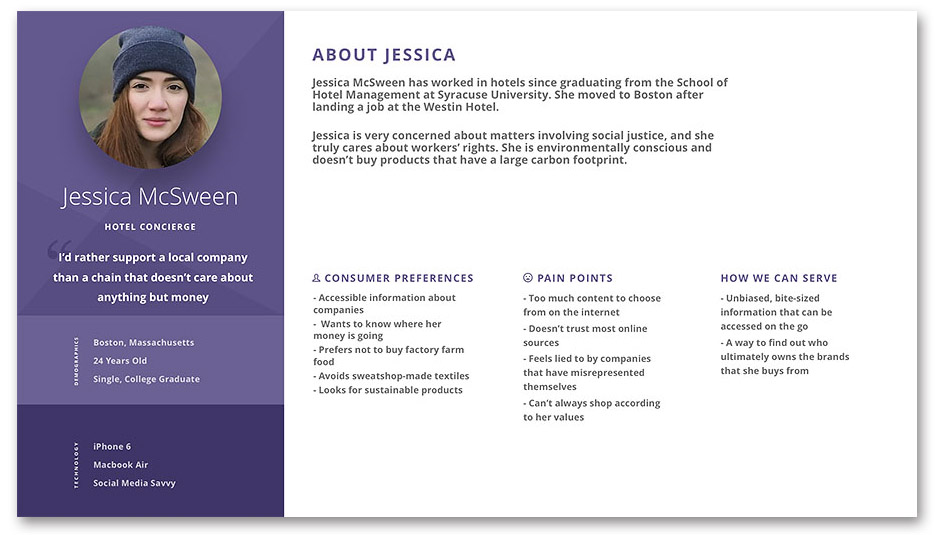 Jessica McSween
HOTEL CONCIERGE
“
I’d rather support a local company
than a chain that doesn’t care about
anything but money
DEMOGRAPHICS
Boston, Massachusetts
24 Years Old
Single, College Graduate
TECHNOLOGY
iPhone 6
Macbook Air
Social Media Savvy
ABOUT JESSICA
Jessica McSween has worked in hotels since graduating from the School of
Hotel Management at Syracuse University. She moved to Boston after
landing a job at the Westin Hotel.
Jessica is very concerned about matters involving social justice, and she
truly cares about workers’ rights. She is environmentally conscious and
doesn’t buy products that have a large carbon footprint.
CONSUMER PREFERENCES
- Accessible information about
companies
- Wants to know where her
money is going
- Prefers not to buy factory farm
food
- Avoids sweatshop-made textiles
- Looks for sustainable products
PAIN POINTS
- Too much content to choose
from on the internet
- Doesn’t trust most online
sources
- Feels lied to by companies
that have misrepresented
themselves
- Can’t always shop according
to her values
HOW WE CAN SERVE
- Unbiased, bite-sized
information that can be
accessed on the go
- A way to find out who
ultimately owns the brands
that she buys from